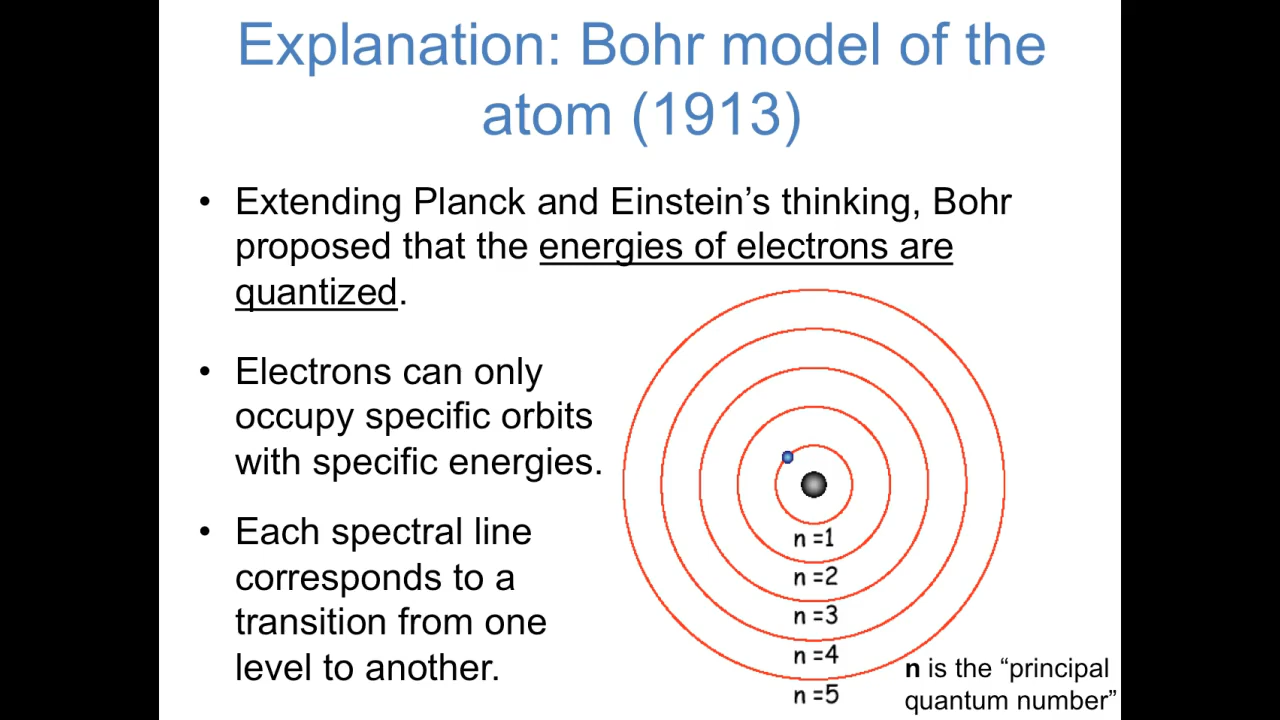 Explanation: Bohr model of the
atom (1913)
• Extending Planck and Einstein’s thinking, Bohr
proposed that the energies of electrons are
quantized.
• Electrons can only
occupy specific orbits
with specific energies.
• Each spectral line
corresponds to a
transition from one
level to another.
n =1
n =2
n =3
n =4
n =5
n is the “principal
quantum number”